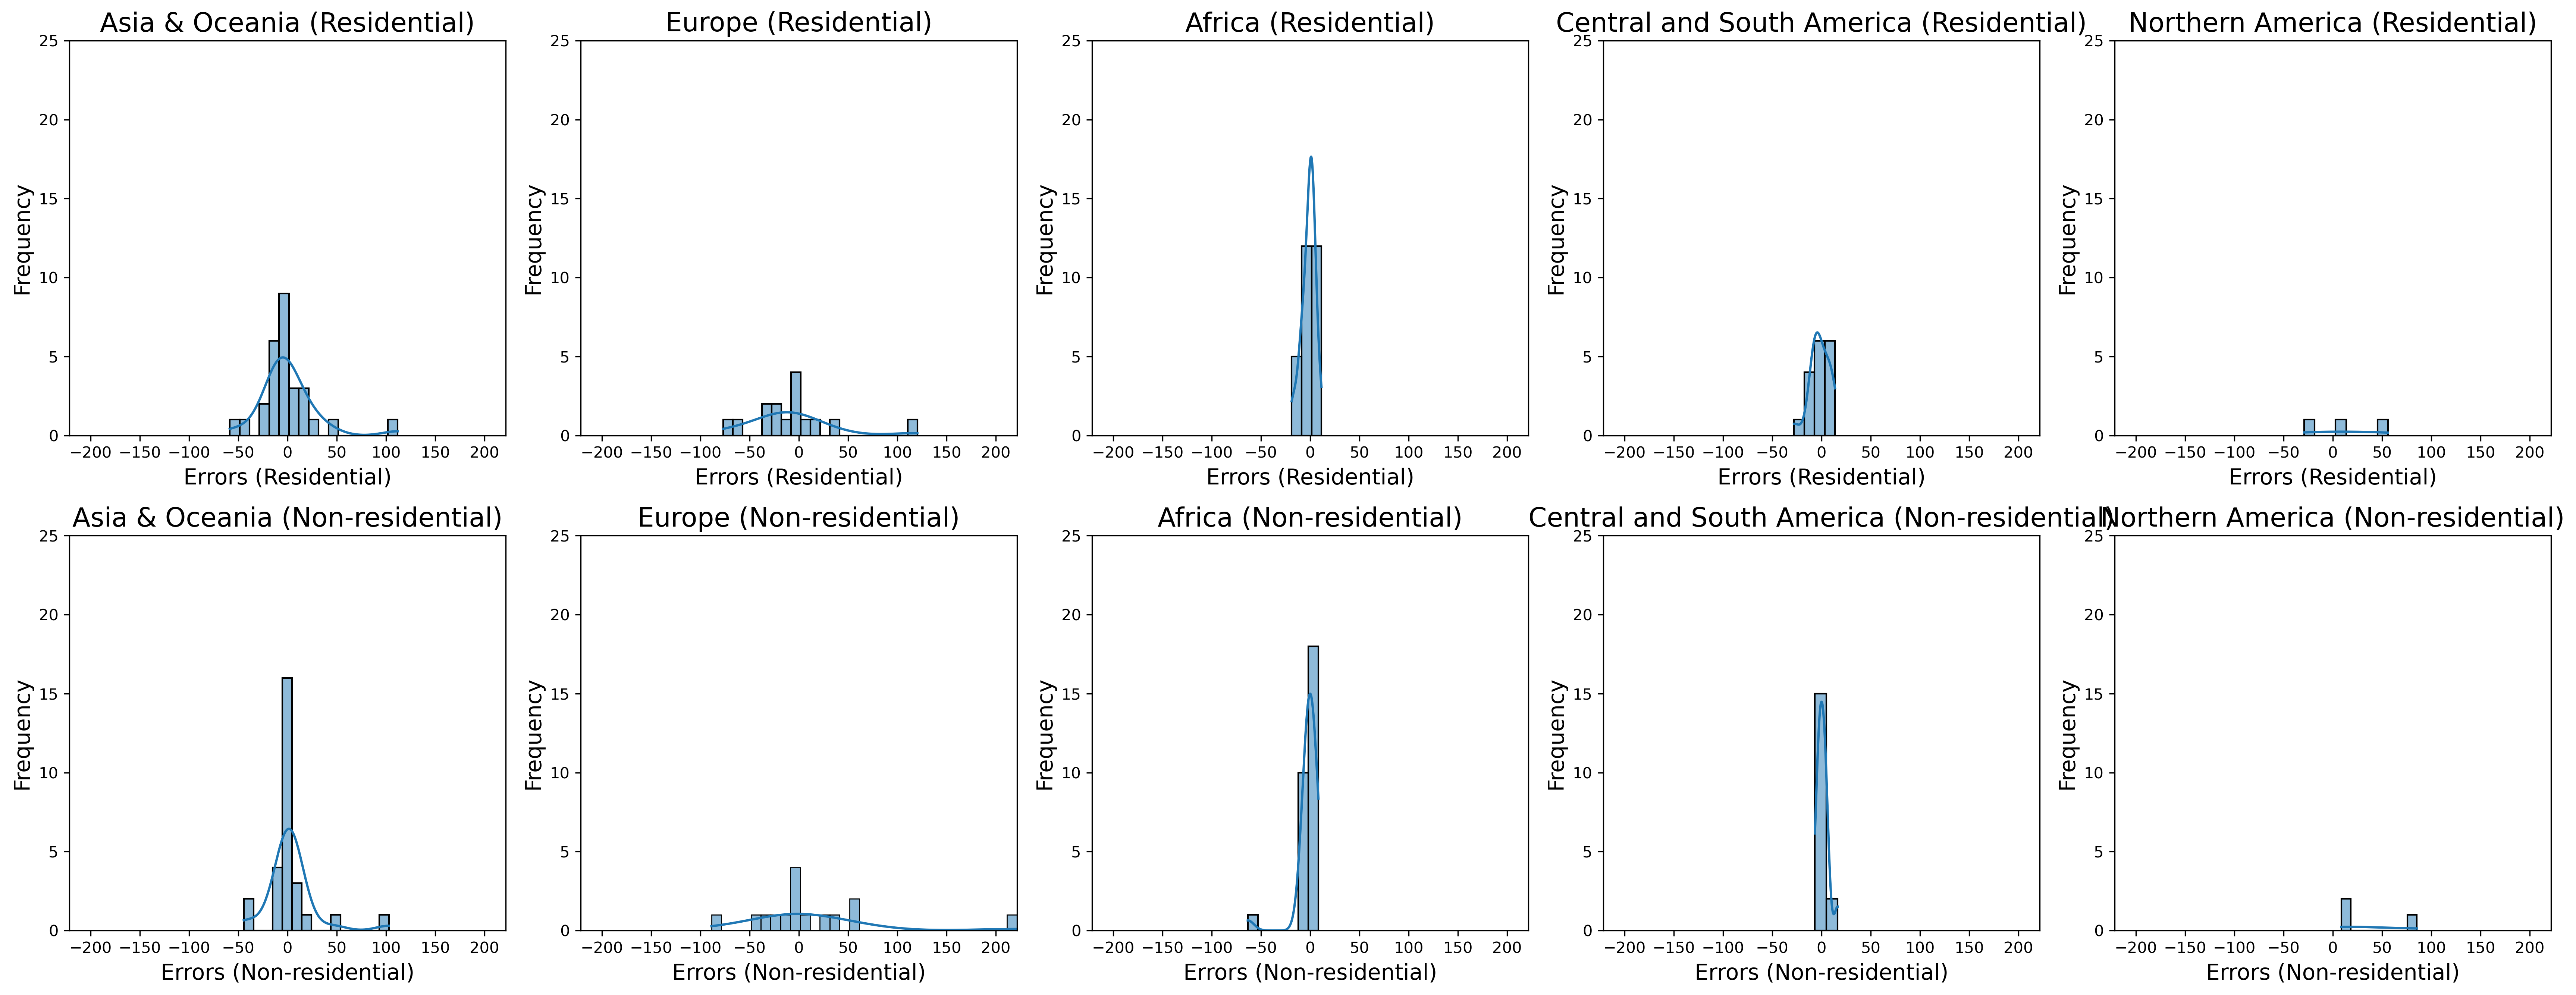 Asia & Oceania (Residential)
25
20
15
10
5
0
Frequency
−200 −150 −100 −50 0 50 100 150 200
Errors (Residential)
Europe (Residential)
25
20
15
10
5
0
Frequency
−200 −150 −100 −50 0 50 100 150 200
Errors (Residential)
Africa (Residential)
25
20
15
10
5
0
Frequency
−200 −150 −100 −50 0 50 100 150 200
Errors (Residential)
Central and South America (Residential)
25
20
15
10
5
0
Frequency
−200 −150 −100 −50 0 50 100 150 200
Errors (Residential)
Northern America (Residential)
25
20
15
10
5
0
Frequency
−200 −150 −100 −50 0 50 100 150 200
Errors (Residential)
Asia & Oceania (Non-residential)
25
20
15
10
5
0
Frequency
−200 −150 −100 −50 0 50 100 150 200
Errors (Non-residential)
Europe (Non-residential)
25
20
15
10
5
0
Frequency
−200 −150 −100 −50 0 50 100 150 200
Errors (Non-residential)
Africa (Non-residential)
25
20
15
10
5
0
Frequency
−200 −150 −100 −50 0 50 100 150 200
Errors (Non-residential)
Central and South America (Non-residential)
25
20
15
10
5
0
Frequency
−200 −150 −100 −50 0 50 100 150 200
Errors (Non-residential)
Northern America (Non-residential)
25
20
15
10
5
0
Frequency
−200 −150 −100 −50 0 50 100 150 200
Errors (Non-residential)